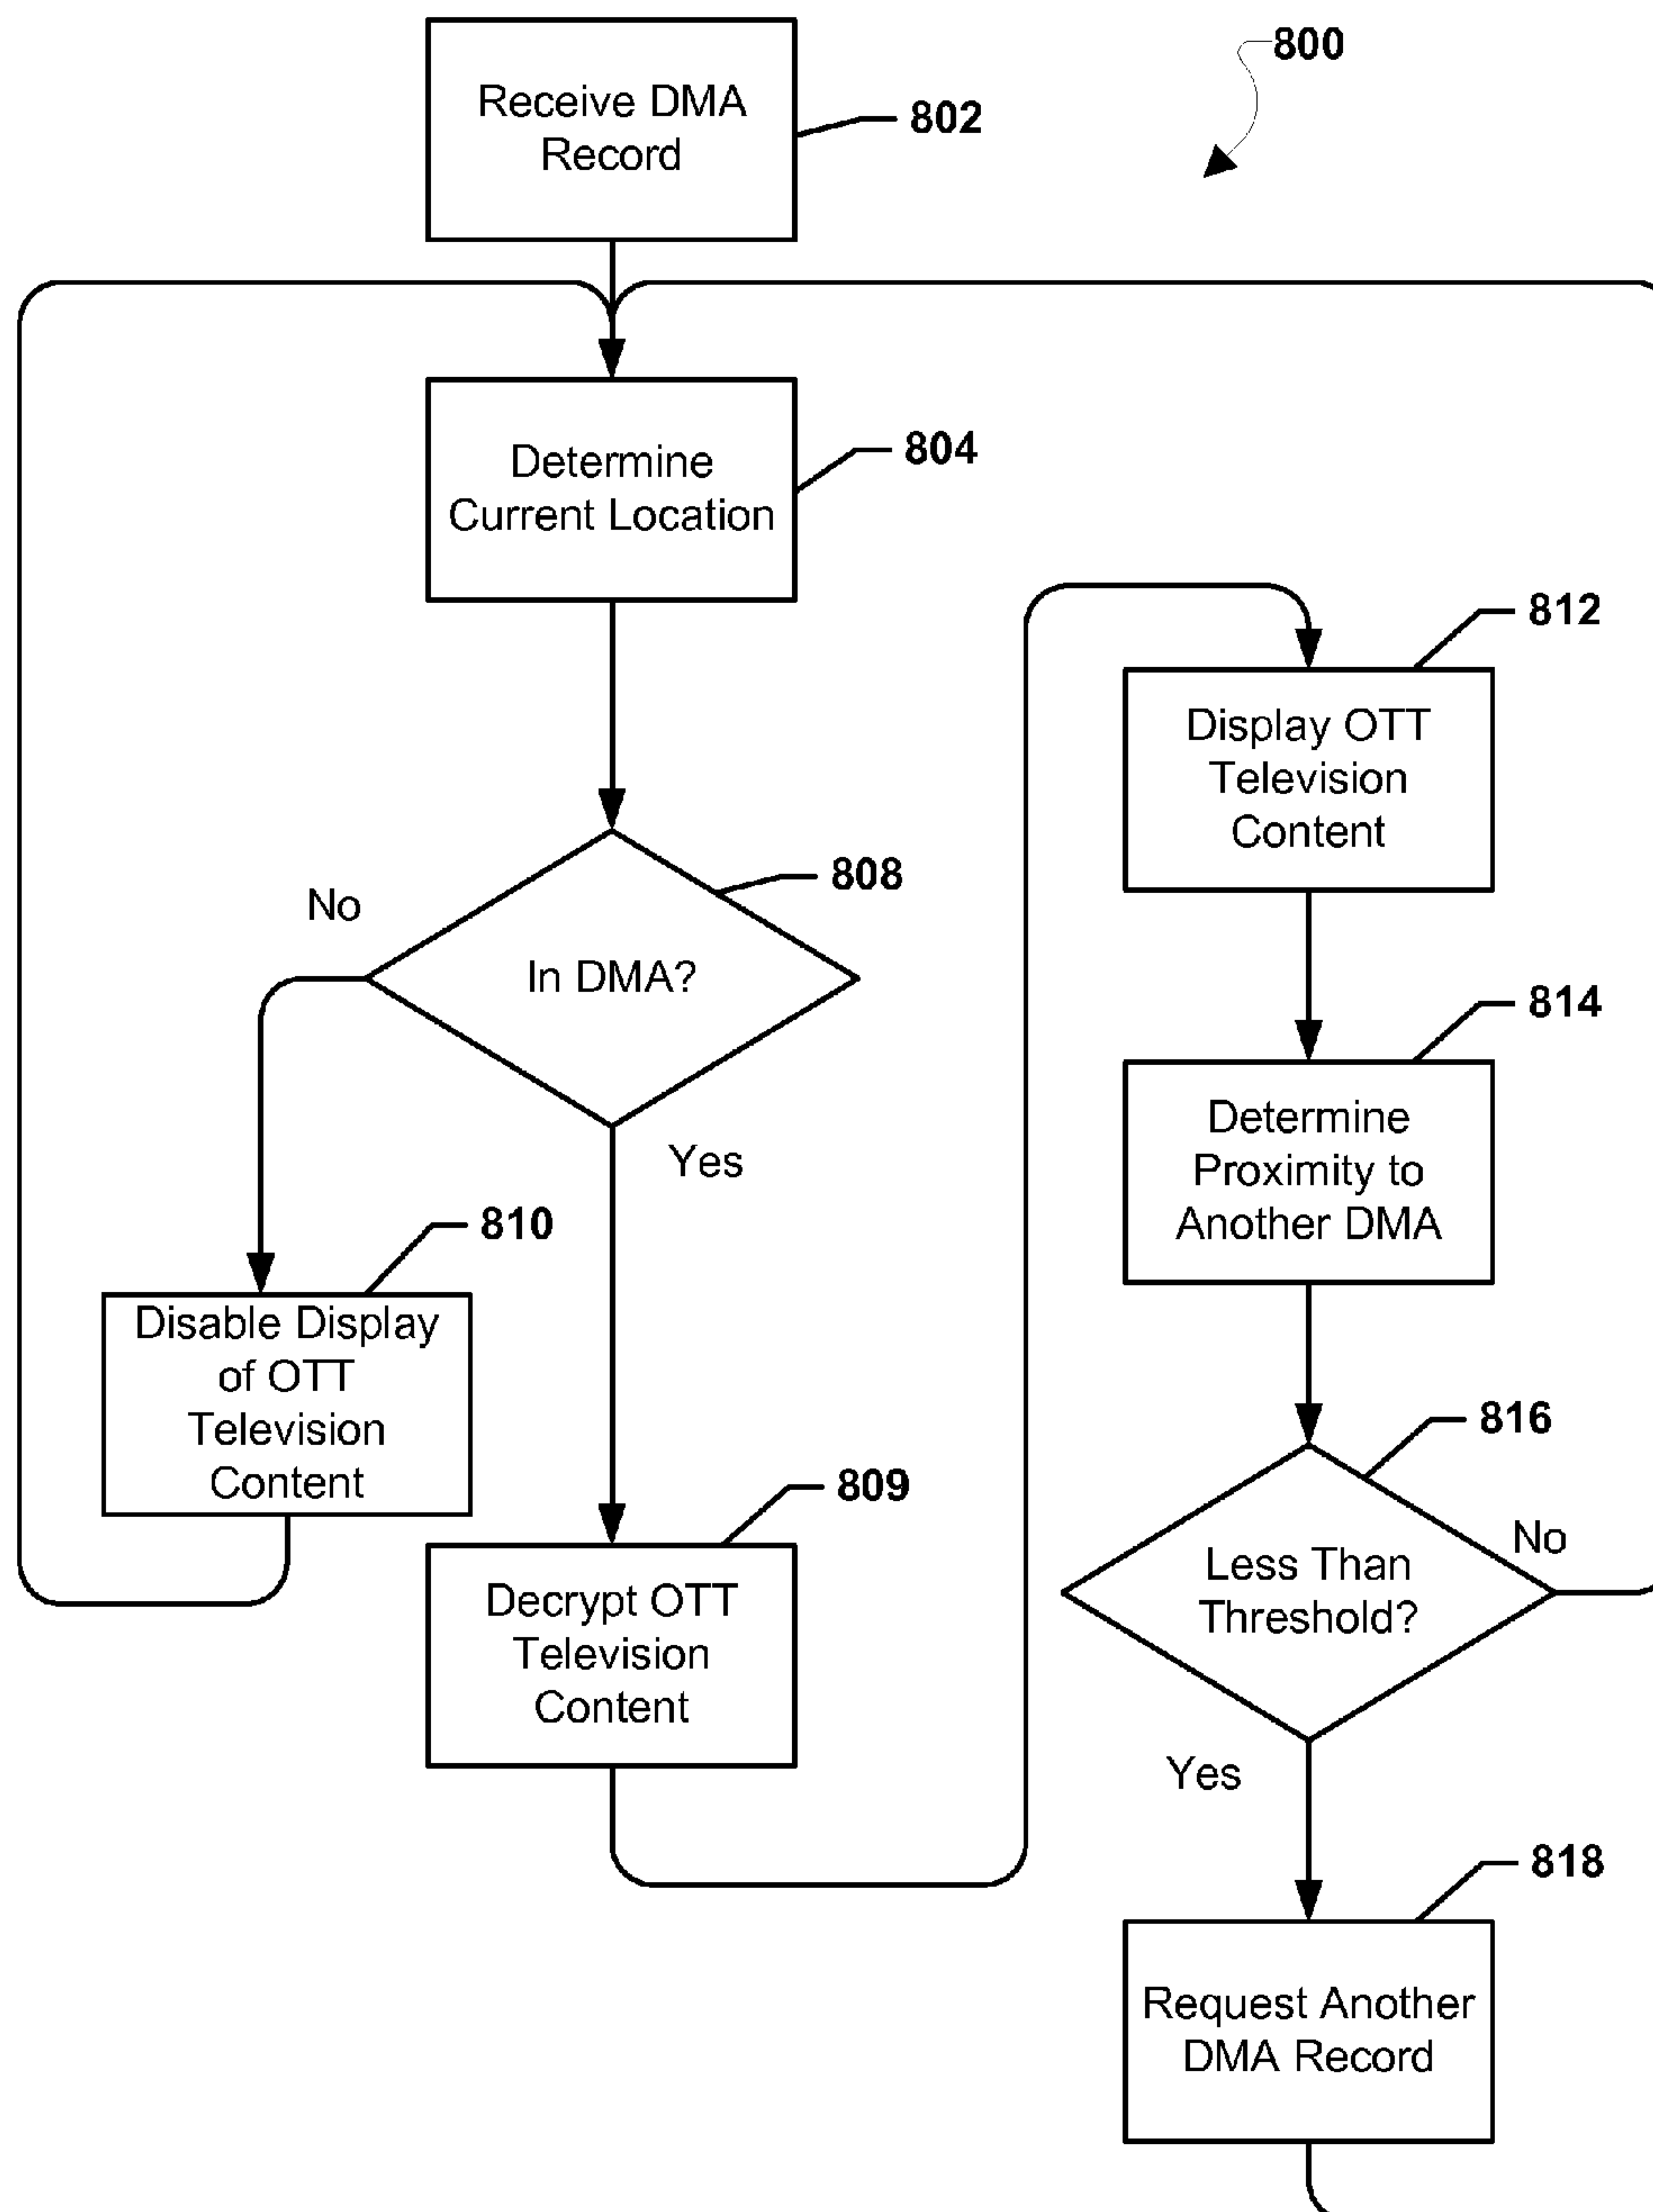 800
Receive DMA
Record
802
Determine
Current Location
804
In DMA?
808
No
Yes
Disable Display
of OTT
Television
Content
810
Decrypt OTT
Television
Content
809
Display OTT
Television
Content
812
Determine
Proximity to
Another DMA
814
Less Than
Threshold?
816
No
Yes
Request Another
DMA Record
818